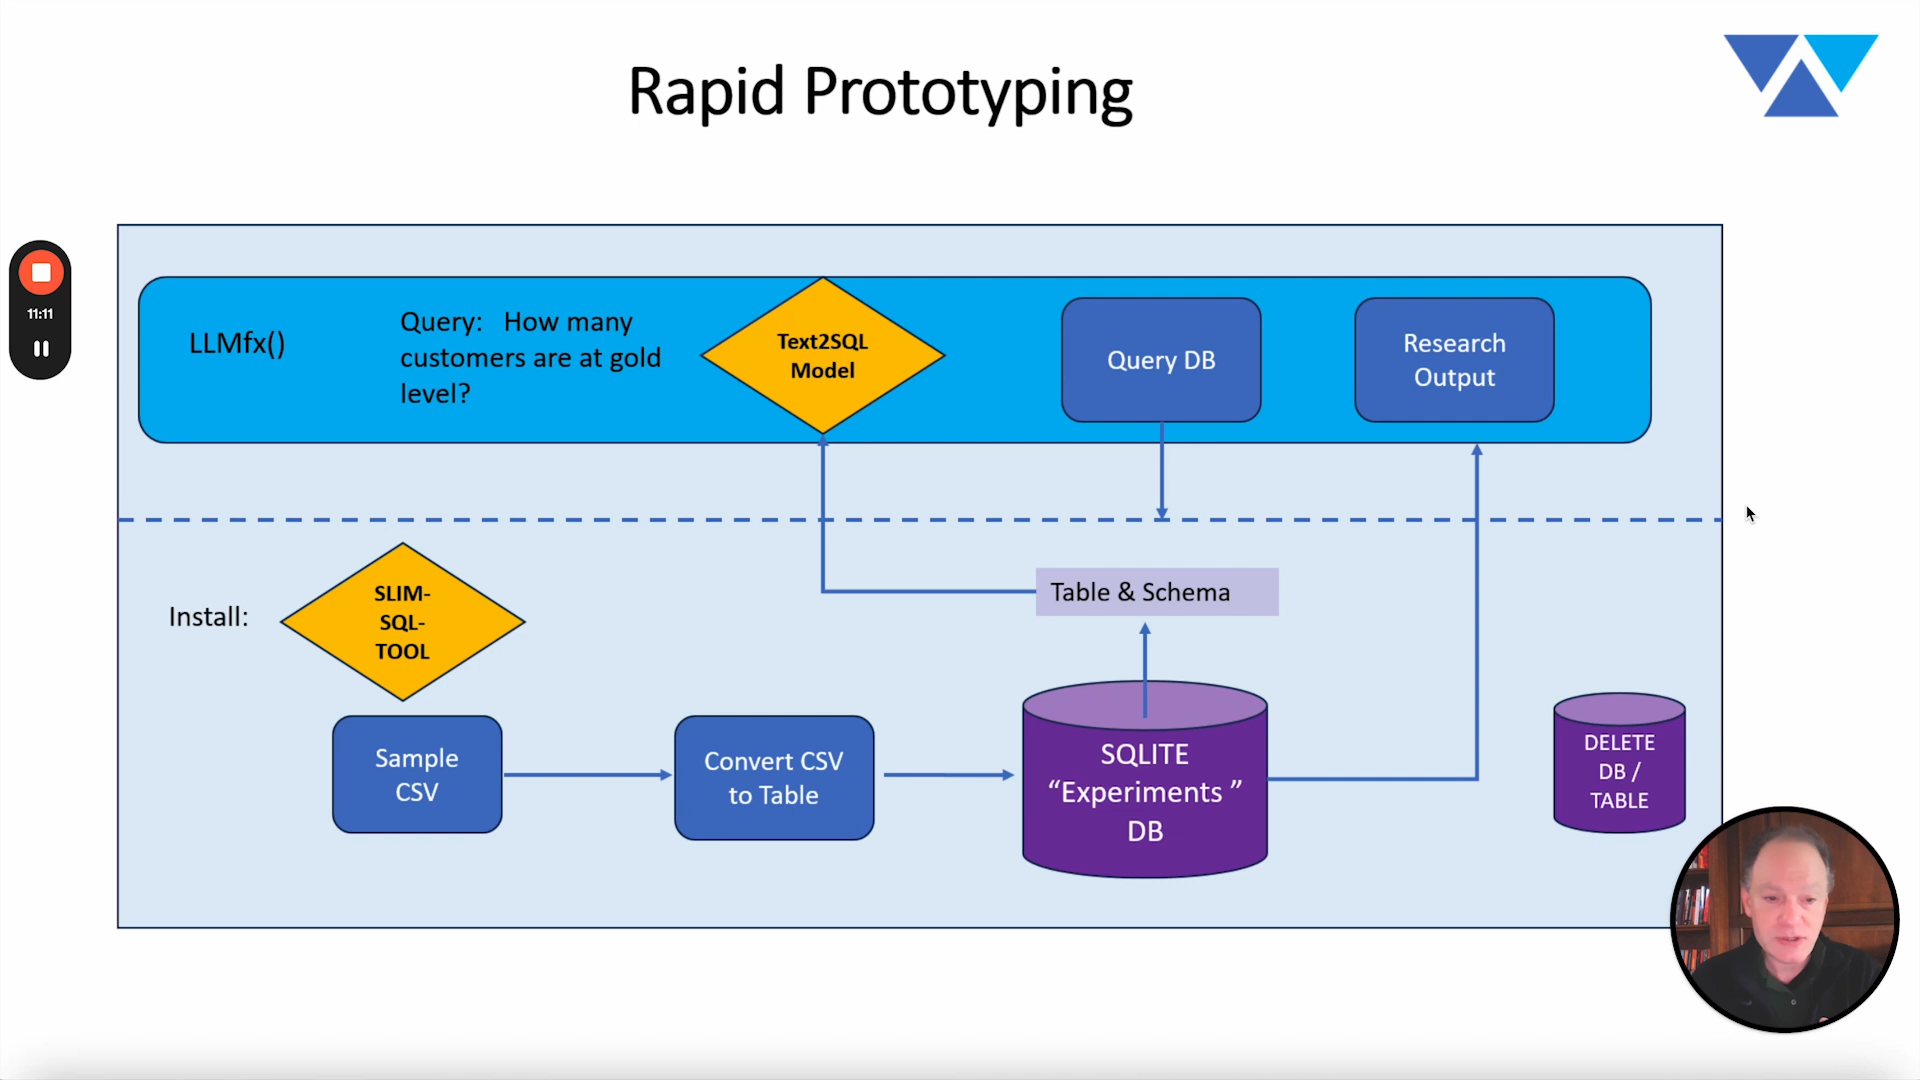 Rapid Prototyping
11:11
LLMfx()
Query: How many
customers are at gold
level?
Text2SQL
Model
Query DB
Research
Output
Install:
SLIM-
SQL-
TOOL
Table & Schema
Sample
CSV
Convert CSV
to Table
SQLITE
“Experiments ”
DB
DELETE
DB /
TABLE